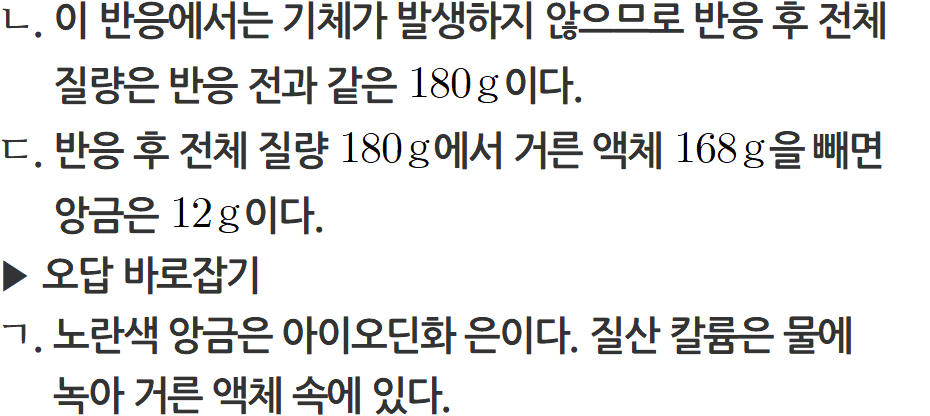 ㄴ. 이 반응에서는 기체가 발생하지 않으므로 반응 후 전체
질량은 반응 전과 같은 180 g이다.
ㄷ. 반응 후 전체 질량 180 g에서 거른 액체 168 g을 빼면
앙금은 12 g이다.
▶ 오답 바로잡기
ㄱ. 노란색 앙금은 아이오딘화 은이다. 질산 칼륨은 물에
녹아 거른 액체 속에 있다.